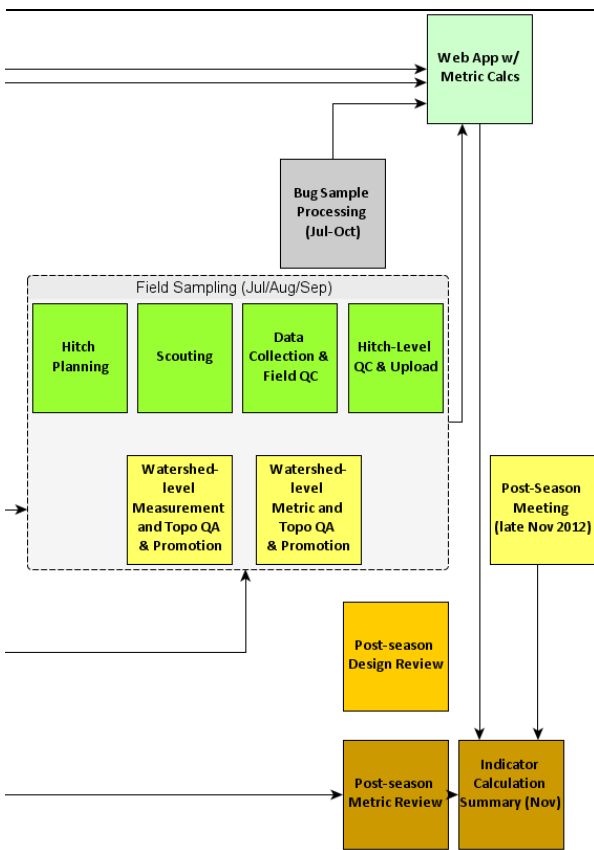 Web App w/
Metric Calcs
Bug Sample
Processing
(Jul-Oct)
Field Sampling (Jul/Aug/Sep)
Hitch
Planning
Scouting
Data
Collection &
Field QC
Hitch-Level
QC & Upload
Watershed-
level
Measurement
and Topo QA
& Promotion
Watershed-
level
Metric and
Topo QA
& Promotion
Post-Season
Meeting
(late Nov 2012)
Post-season
Design Review
Post-season
Metric Review
Indicator
Calculation
Summary (Nov)